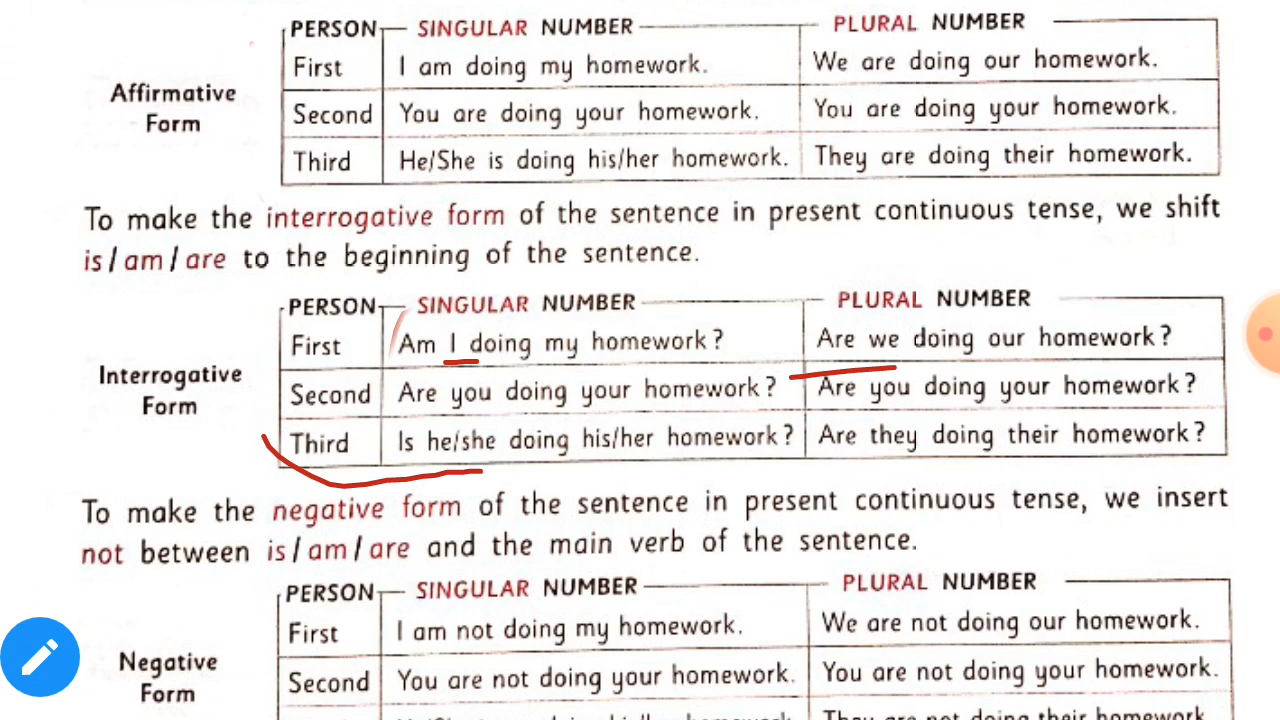 PERSON SINGULAR NUMBER PLURAL NUMBER
Affirmative Form
First I am doing my homework. We are doing our homework.
Second You are doing your homework. You are doing your homework.
Third He/She is doing his/her homework. They are doing their homework.
To make the interrogative form of the sentence in present continuous tense, we shift
is/am/are to the beginning of the sentence.
PERSON SINGULAR NUMBER PLURAL NUMBER
Interrogative Form
First Am I doing my homework? Are we doing our homework?
Second Are you doing your homework? Are you doing your homework?
Third Is he/she doing his/her homework? Are they doing their homework?
To make the negative form of the sentence in present continuous tense, we insert
not between is/am/are and the main verb of the sentence.
PERSON SINGULAR NUMBER PLURAL NUMBER
Negative Form
First I am not doing my homework. We are not doing our homework.
Second You are not doing your homework. You are not doing your homework.
They are not doing their homework.